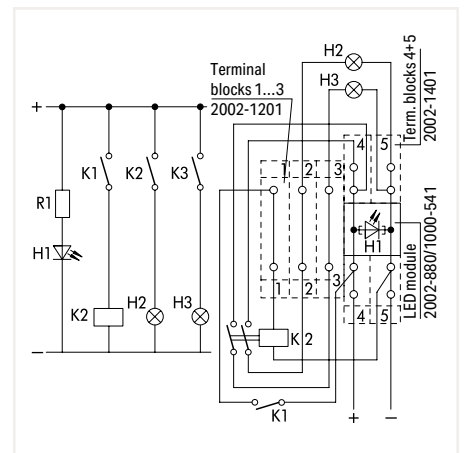 H2
H3
Terminal
blocks 1...3
2002-1201
Term. blocks 4+5
2002-1401
+
K1
K2
K3
1
2
3
4
5
R1
H1
H1
LED module
2002-880/1000-541
K2
H2
H3
1
2
3
4
5
K 2
–
K1
+
–